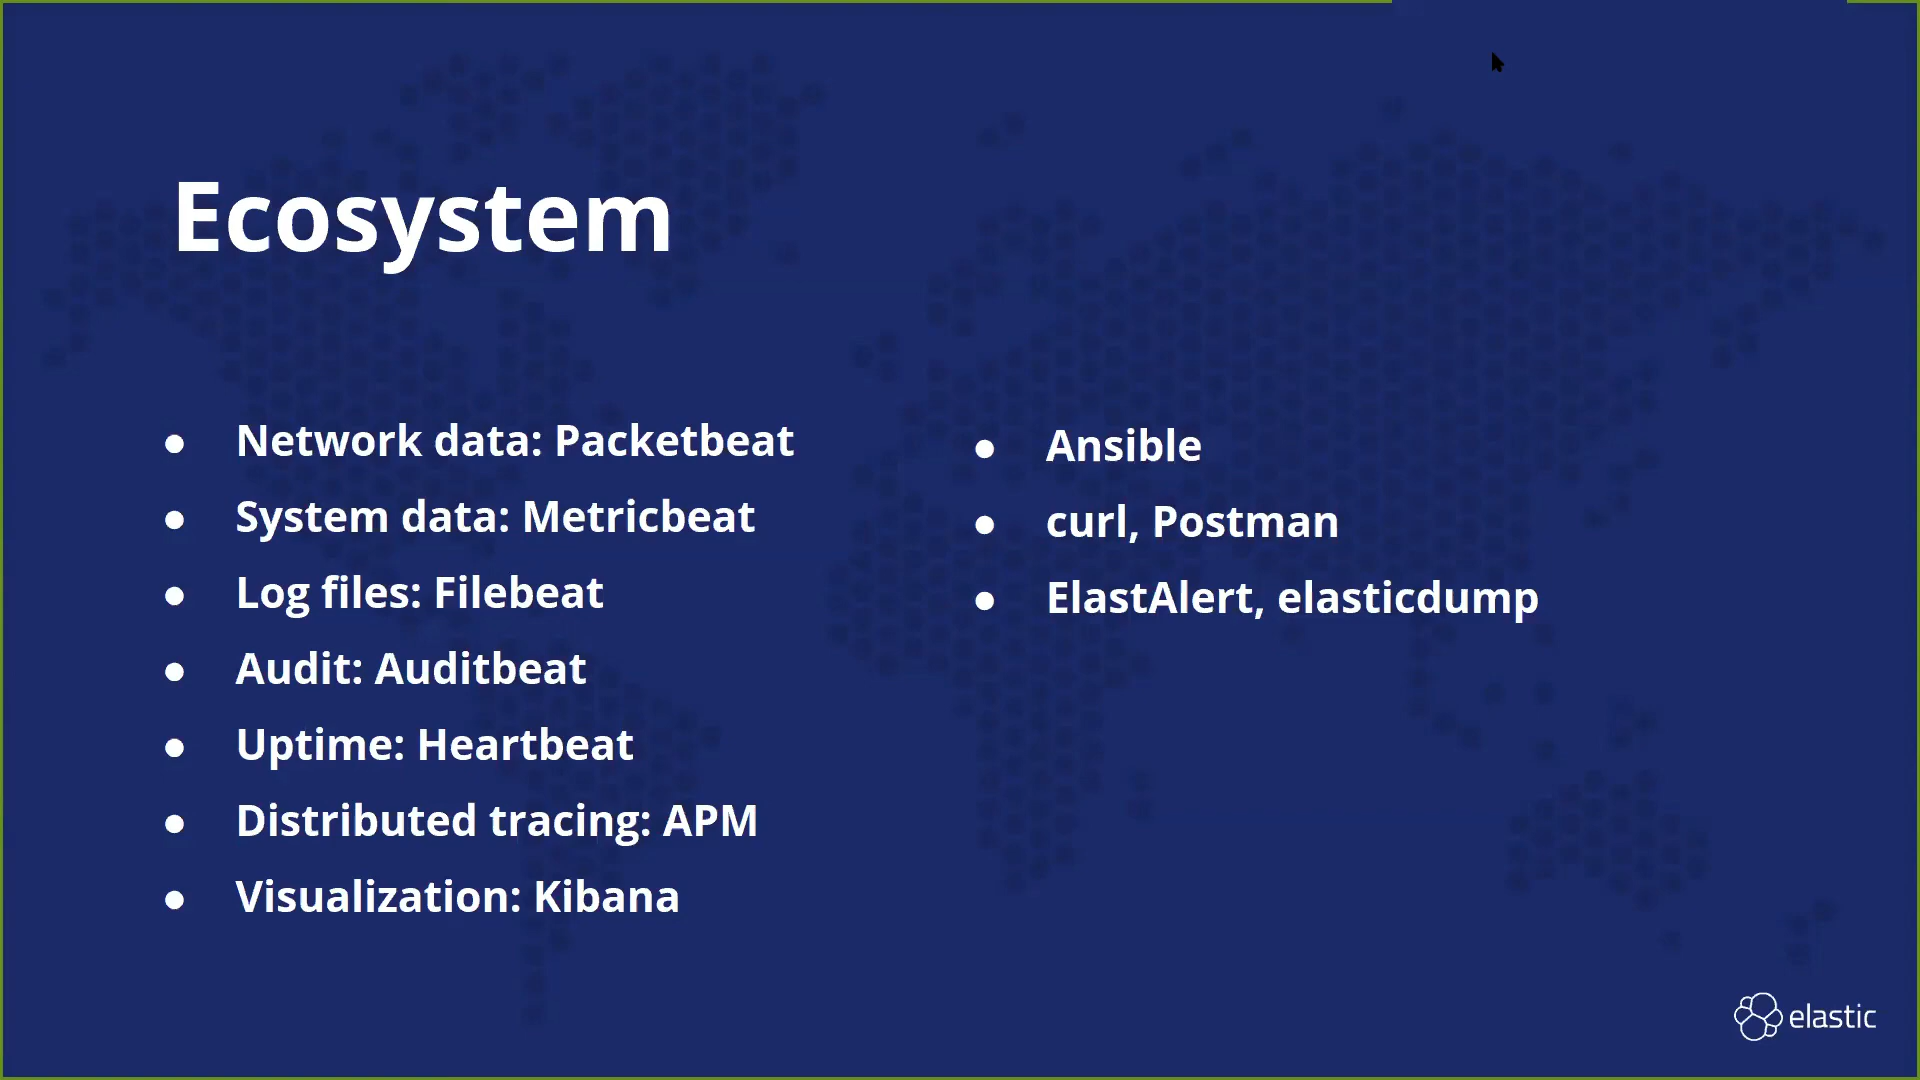 Ecosystem
● Network data: Packetbeat
● System data: Metricbeat
● Log files: Filebeat
● Audit: Auditbeat
● Uptime: Heartbeat
● Distributed tracing: APM
● Visualization: Kibana
● Ansible
● curl, Postman
● ElastAlert, elasticdump
elastic